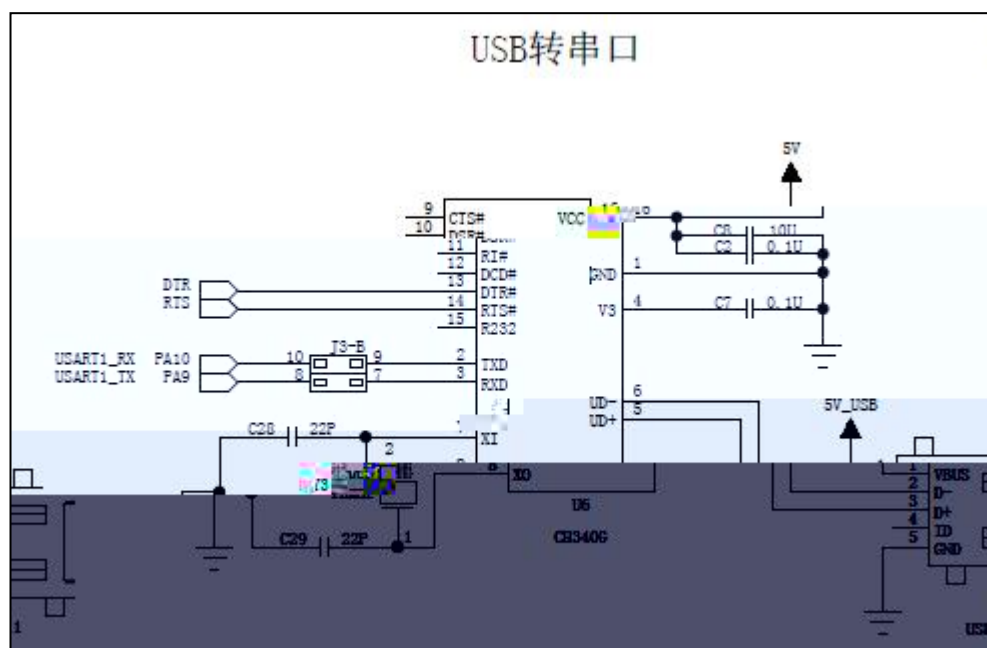 USB转串口
5V
9 CTS# VCC
10
C8 10U
11 C2 0.1U
12 RI#
13 DCD# GND 1
DTR DTR#
RTS 14 RTS# V3 4 C7 0.1U
15 R232
J3-B
USART1_RX PA10 10 9 2 TXD
USART1_TX PA9 8 7 3 RXD
UD- 6
UD+ 5 5V_USB
C28 22P XI
2
XO 1 VBUS
U6 2 D-
3 D+
C29 22P 1 CH340G 4 ID
5 GND
1